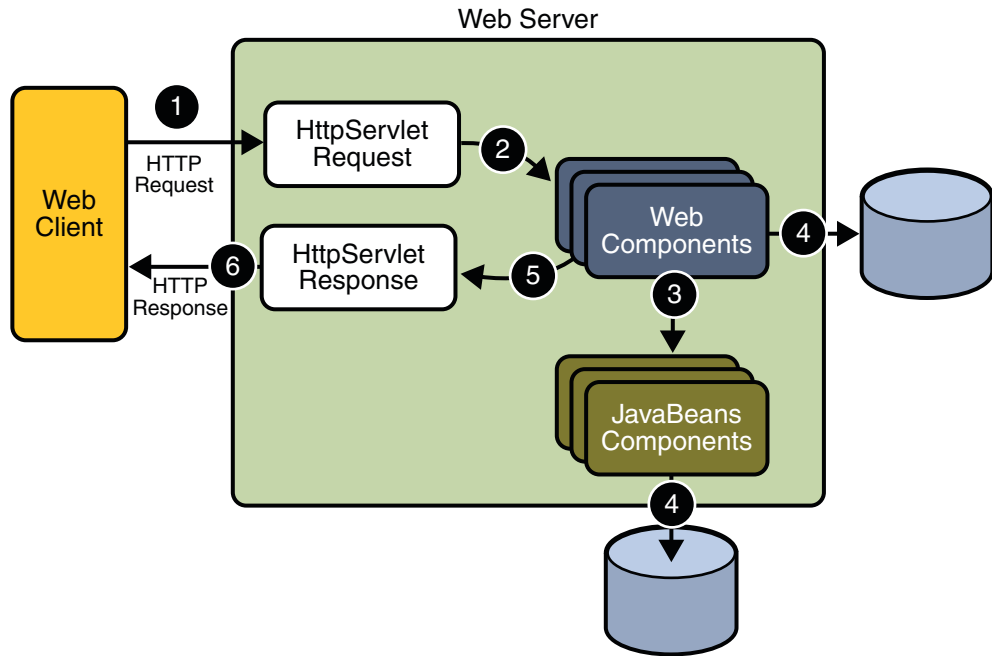 Web Server
1
HTTP
Request
Web
Client
HttpServlet
Request
2
Web
Components
4
HttpServlet
Response
5
6
HTTP
Response
3
JavaBeans
Components
4